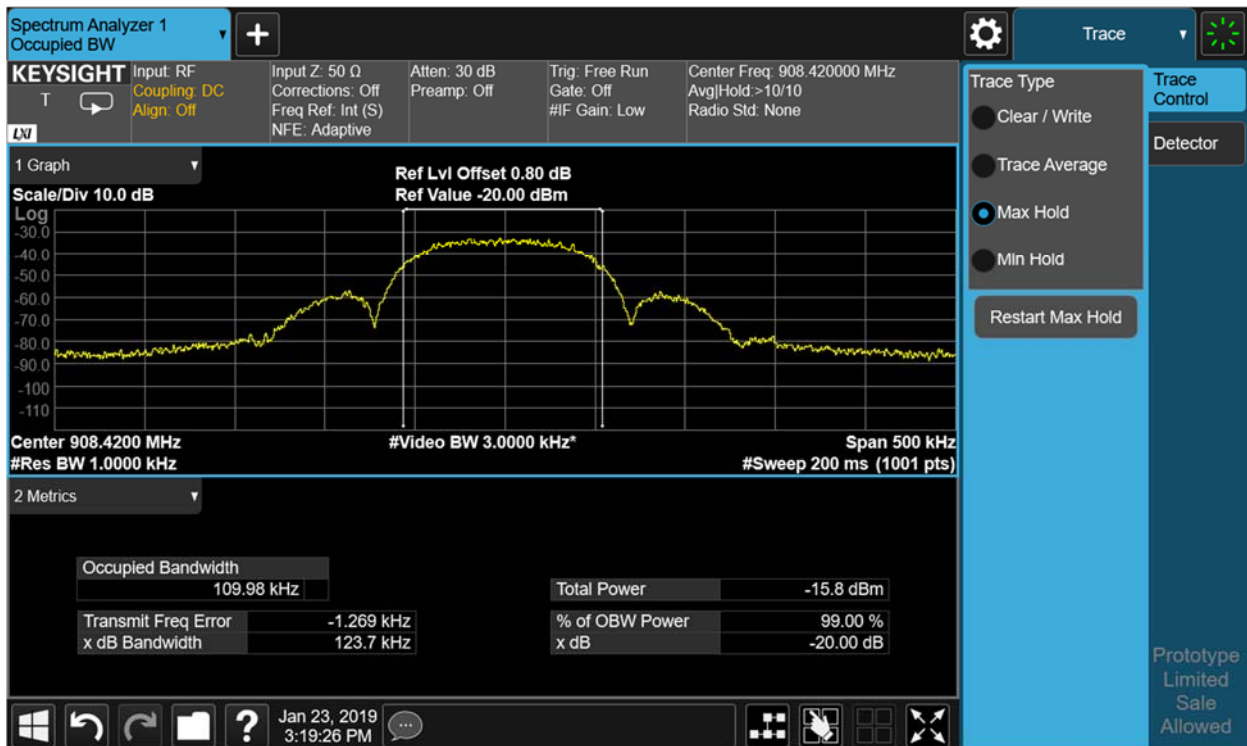 Spectrum Analyzer 1
Occupied BW
+
Trace
KEYSIGHT
T
LXI
Input: RF
Coupling: DC
Align: Off
Input Z: 50 Ω
Corrections: Off
Freq Ref: Int (S)
NFE: Adaptive
Atten: 30 dB
Preamp: Off
Trig: Free Run
Gate: Off
#IF Gain: Low
Center Freq: 908.420000 MHz
Avg|Hold:>10/10
Radio Std: None
Trace Type
Clear / Write
Trace Average
Max Hold
Min Hold
Restart Max Hold
Trace
Control
Detector
1 Graph
Scale/Div 10.0 dB
Ref Lvl Offset 0.80 dB
Ref Value -20.00 dBm
Log
-30.0
-40.0
-50.0
-60.0
-70.0
-80.0
-90.0
-100
-110
Center 908.4200 MHz
#Video BW 3.0000 kHz*
Span 500 kHz
#Res BW 1.0000 kHz
#Sweep 200 ms (1001 pts)
2 Metrics
Occupied Bandwidth
109.98 kHz
Total Power -15.8 dBm
Transmit Freq Error -1.269 kHz
% of OBW Power 99.00 %
x dB Bandwidth 123.7 kHz
x dB -20.00 dB
Prototype
Limited
Sale
Allowed
?
Jan 23, 2019
3:19:26 PM